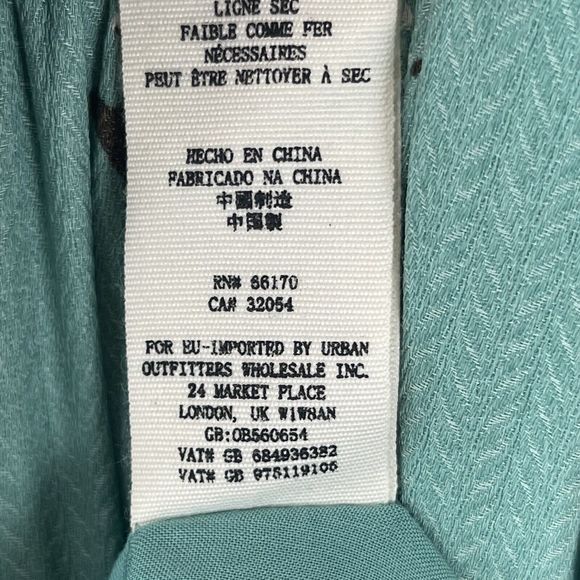 LIGNE SEC
FAIBLE COMME FER
NÉCESSAIRES
PEUT ÊTRE NETTOYER À SEC
HECHO EN CHINA
FABRICADO NA CHINA
中國制造
中国製
RN# 66170
CA# 32054
FOR EU-IMPORTED BY URBAN
OUTFITTERS WHOLESALE INC.
24 MARKET PLACE
LONDON, UK W1W8AN
GB:OB560654
VAT# GB 684936382
VAT# GB 975119106